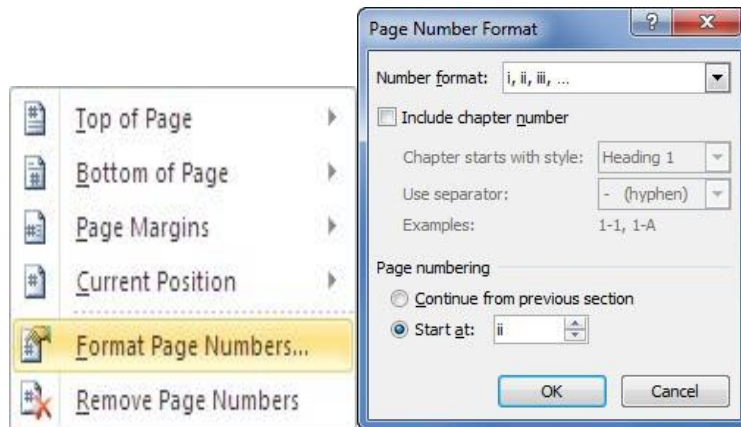 Top of Page
Bottom of Page
Page Margins
Current Position
Format Page Numbers...
Remove Page Numbers
Page Number Format
?
Number format: i, ii, iii, ...
Include chapter number
Chapter starts with style: Heading 1
Use separator: - (hyphen)
Examples: 1-1, 1-A
Page numbering
Continue from previous section
Start at: ii
OK Cancel